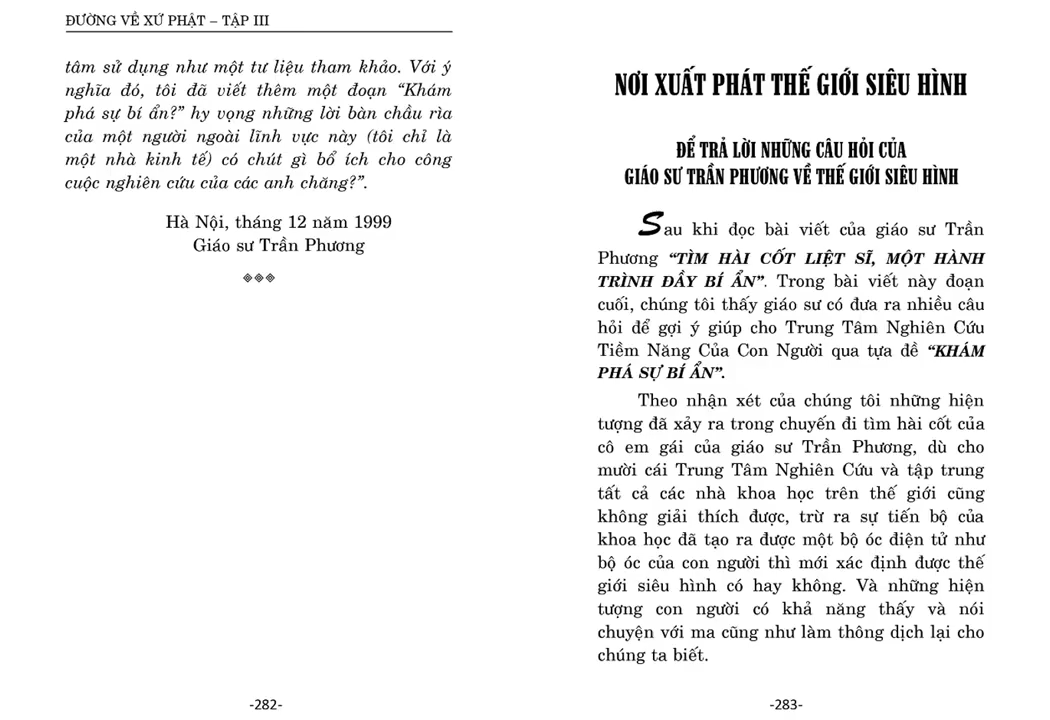 ĐƯỜNG VỀ XỨ PHẬT – TẬP III
tâm sử dụng như một tư liệu tham khảo. Với ý
nghĩa đó, tôi đã viết thêm một đoạn “Khám
phá sự bí ẩn?” hy vọng những lời bàn chầu rìa
của một người ngoài lĩnh vực này (tôi chỉ là
một nhà kinh tế) có chút gì bổ ích cho công
cuộc nghiên cứu của các anh chăng?”.
Hà Nội, tháng 12 năm 1999
Giáo sư Trần Phương
-282-
NƠI XUẤT PHÁT THẾ GIỚI SIÊU HÌNH
ĐỂ TRẢ LỜI NHỮNG CÂU HỎI CỦA
GIÁO SƯ TRẦN PHƯƠNG VỀ THẾ GIỚI SIÊU HÌNH
Sau khi đọc bài viết của giáo sư Trần
Phương “TÌM HÀI CỐT LIỆT SĨ, MỘT HÀNH
TRÌNH ĐẦY BÍ ẨN”. Trong bài viết này đoạn
cuối, chúng tôi thấy giáo sư có đưa ra nhiều câu
hỏi để gợi ý giúp cho Trung Tâm Nghiên Cứu
Tiềm Năng Của Con Người qua tựa đề “KHÁM
PHÁ SỰ BÍ ẨN”.
Theo nhận xét của chúng tôi những hiện
tượng đã xảy ra trong chuyến đi tìm hài cốt của
cô em gái của giáo sư Trần Phương, dù cho
mười cái Trung Tâm Nghiên Cứu và tập trung
tất cả các nhà khoa học trên thế giới cũng
không giải thích được, trừ ra sự tiến bộ của
khoa học đã tạo ra được một bộ óc điện tử như
bộ óc của con người thì mới xác định được thế
giới siêu hình có hay không. Và những hiện
tượng con người có khả năng thấy và nói
chuyện với ma cũng như làm thông dịch lại cho
chúng ta biết.
-283-